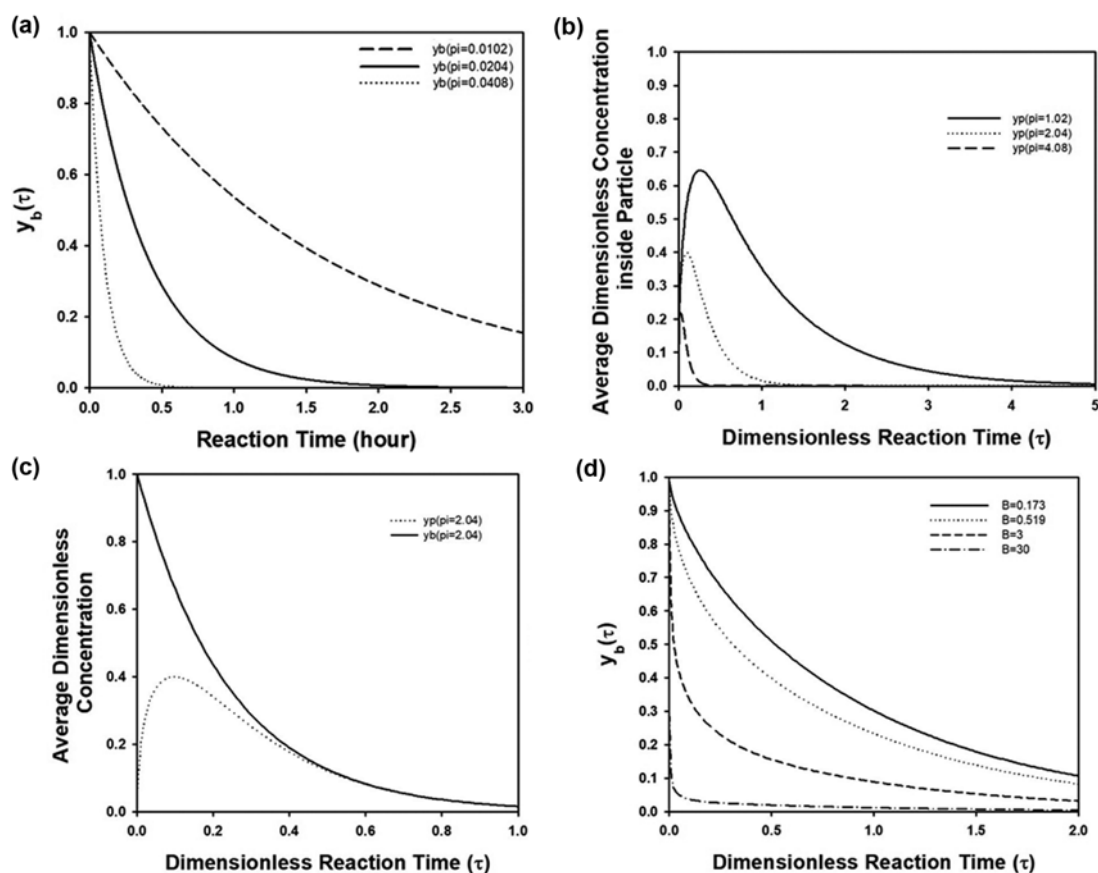 (a)
yb(pi=0.0102)
yb(pi=0.0204)
yb(pi=0.0408)
1.0
0.8
0.6
0.4
0.2
0.0
y_b(τ)
0.0 0.5 1.0 1.5 2.0 2.5 3.0
Reaction Time (hour)
(b)
yp(pi=1.02)
yp(pi=2.04)
yp(pi=4.08)
1.0
0.9
0.8
0.7
0.6
0.5
0.4
0.3
0.2
0.1
0.0
Average Dimensionless Concentration
inside Particle
0 1 2 3 4 5
Dimensionless Reaction Time (τ)
(c)
yp(pi=2.04)
yb(pi=2.04)
1.0
0.8
0.6
0.4
0.2
0.0
Average Dimensionless
Concentration
0.0 0.2 0.4 0.6 0.8 1.0
Dimensionless Reaction Time (τ)
(d)
B=0.173
B=0.519
B=3
B=30
1.0
0.9
0.8
0.7
0.6
0.5
0.4
0.3
0.2
0.1
0.0
y_b(τ)
0.0 0.5 1.0 1.5 2.0
Dimensionless Reaction Time (τ)